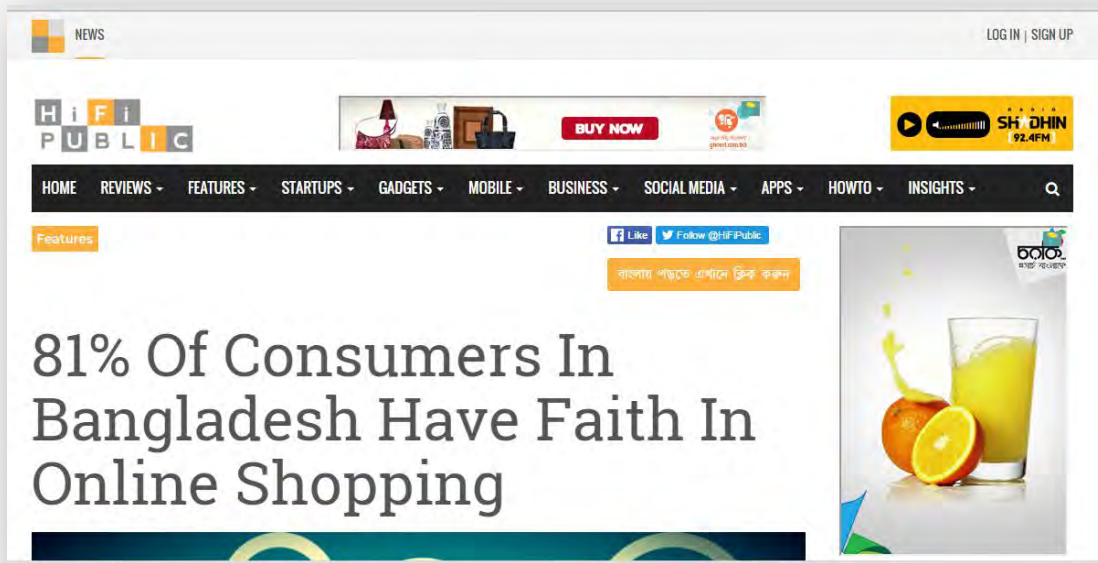 NEWS
LOG IN | SIGN UP
HiFi
PUBLIC
BUY NOW
RADIO
SHADHIN
92.4FM
HOME REVIEWS FEATURES STARTUPS GADGETS MOBILE BUSINESS SOCIAL MEDIA APPS HOWTO INSIGHTS
Features
Like Follow @HiFiPublic
বাংলায় পড়তে এখানে ক্লিক করুন
81% Of Consumers In
Bangladesh Have Faith In
Online Shopping